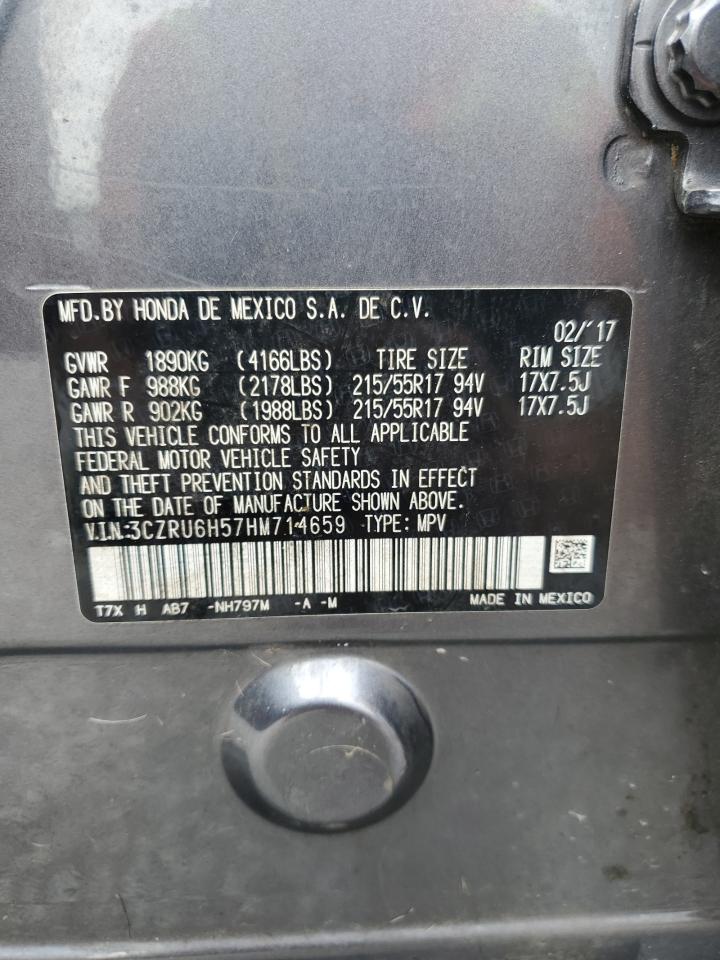 MFD.BY HONDA DE MEXICO S.A. DE C.V.
02/'17
GVWR 1890KG (4166LBS) TIRE SIZE RIM SIZE
GAWR F 988KG (2178LBS) 215/55R17 94V 17X7.5J
GAWR R 902KG (1988LBS) 215/55R17 94V 17X7.5J
THIS VEHICLE CONFORMS TO ALL APPLICABLE
FEDERAL MOTOR VEHICLE SAFETY
AND THEFT PREVENTION STANDARDS IN EFFECT
ON THE DATE OF MANUFACTURE SHOWN ABOVE.
V.I.N.:3CZRU6H57HM714659 TYPE: MPV
T7X H AB7 -NH797M -A -M MADE IN MEXICO